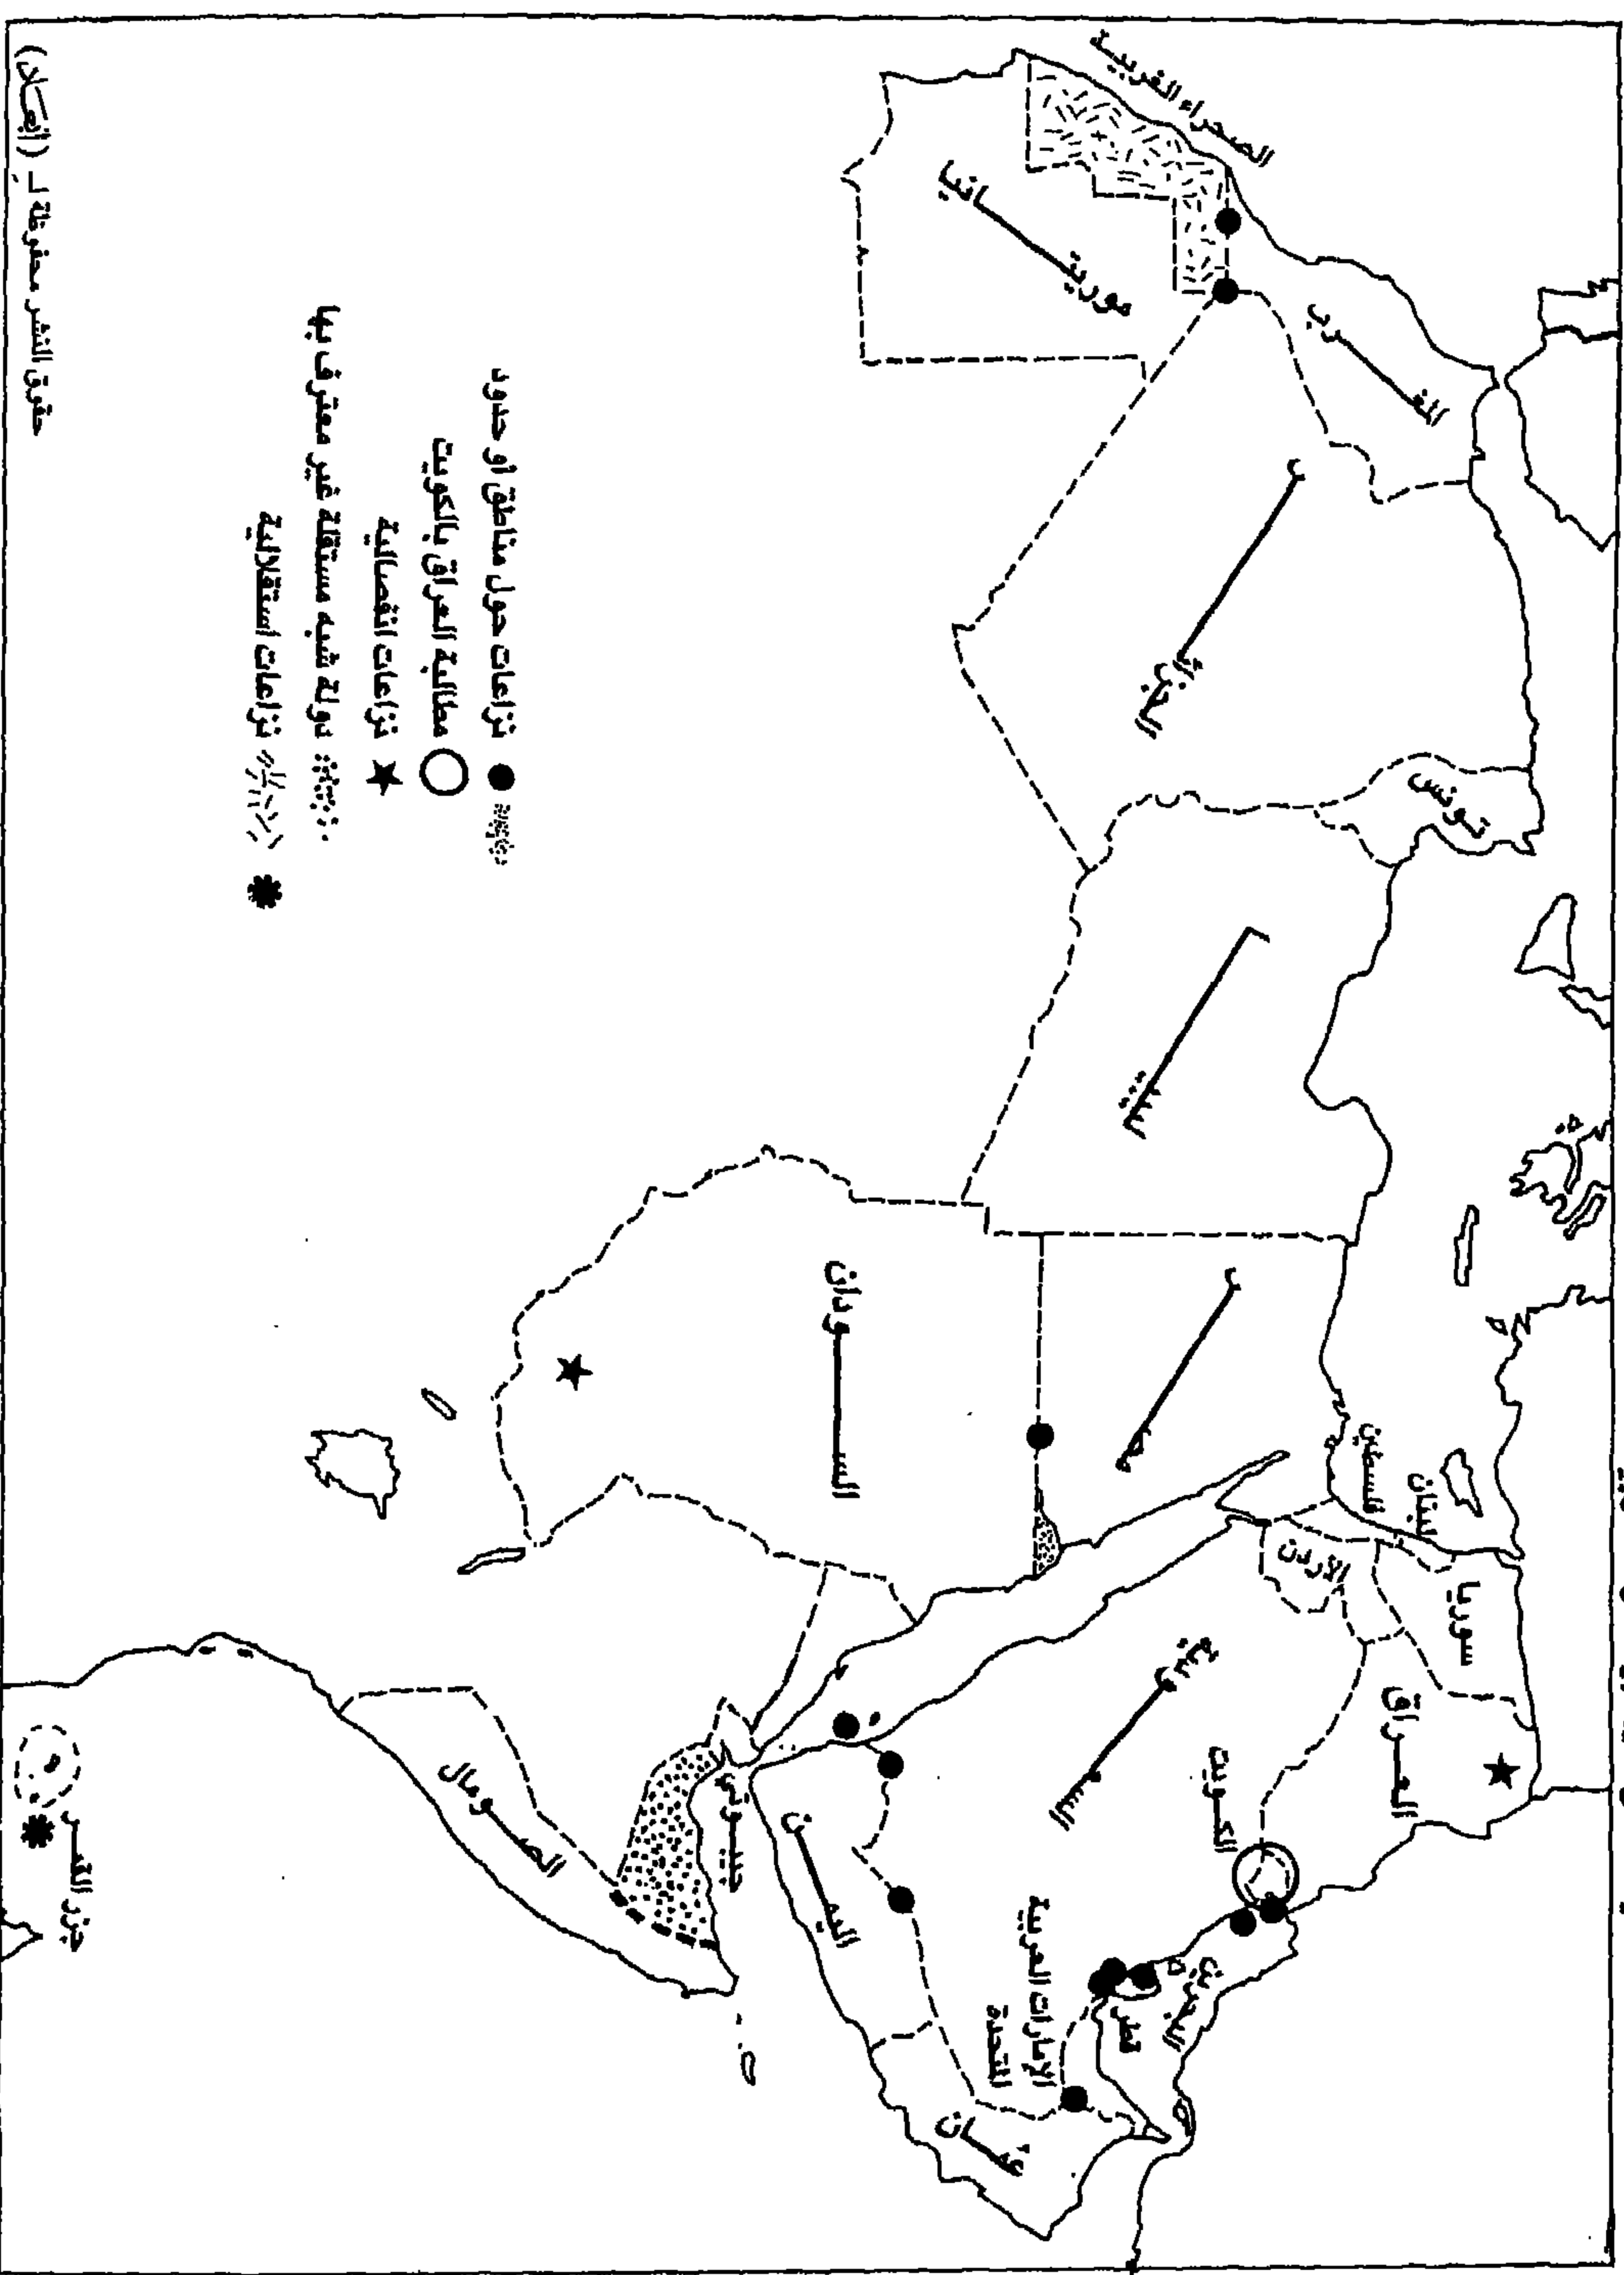 الصحراء الغربية
موريتانيا
المغرب
الجزائر
تونس
ليبيا
مصر
السودان
فلسطين
لبنان
الأردن
سوريا
العراق
الكويت
السعودية
البحرين
قطر
الإمارات العربية
المتحدة
عمان
اليمن
جيبوتي
الصومال
جزر القمر
نزاعات حول مناطق أو حدود
مطالبة العراق بالكويت
نزاعات انفصالية
دولة شبه مستقلة غير معترف بها
نزاعات استقلالية
حقوق النشر محفوظة لـ (إيكاد)